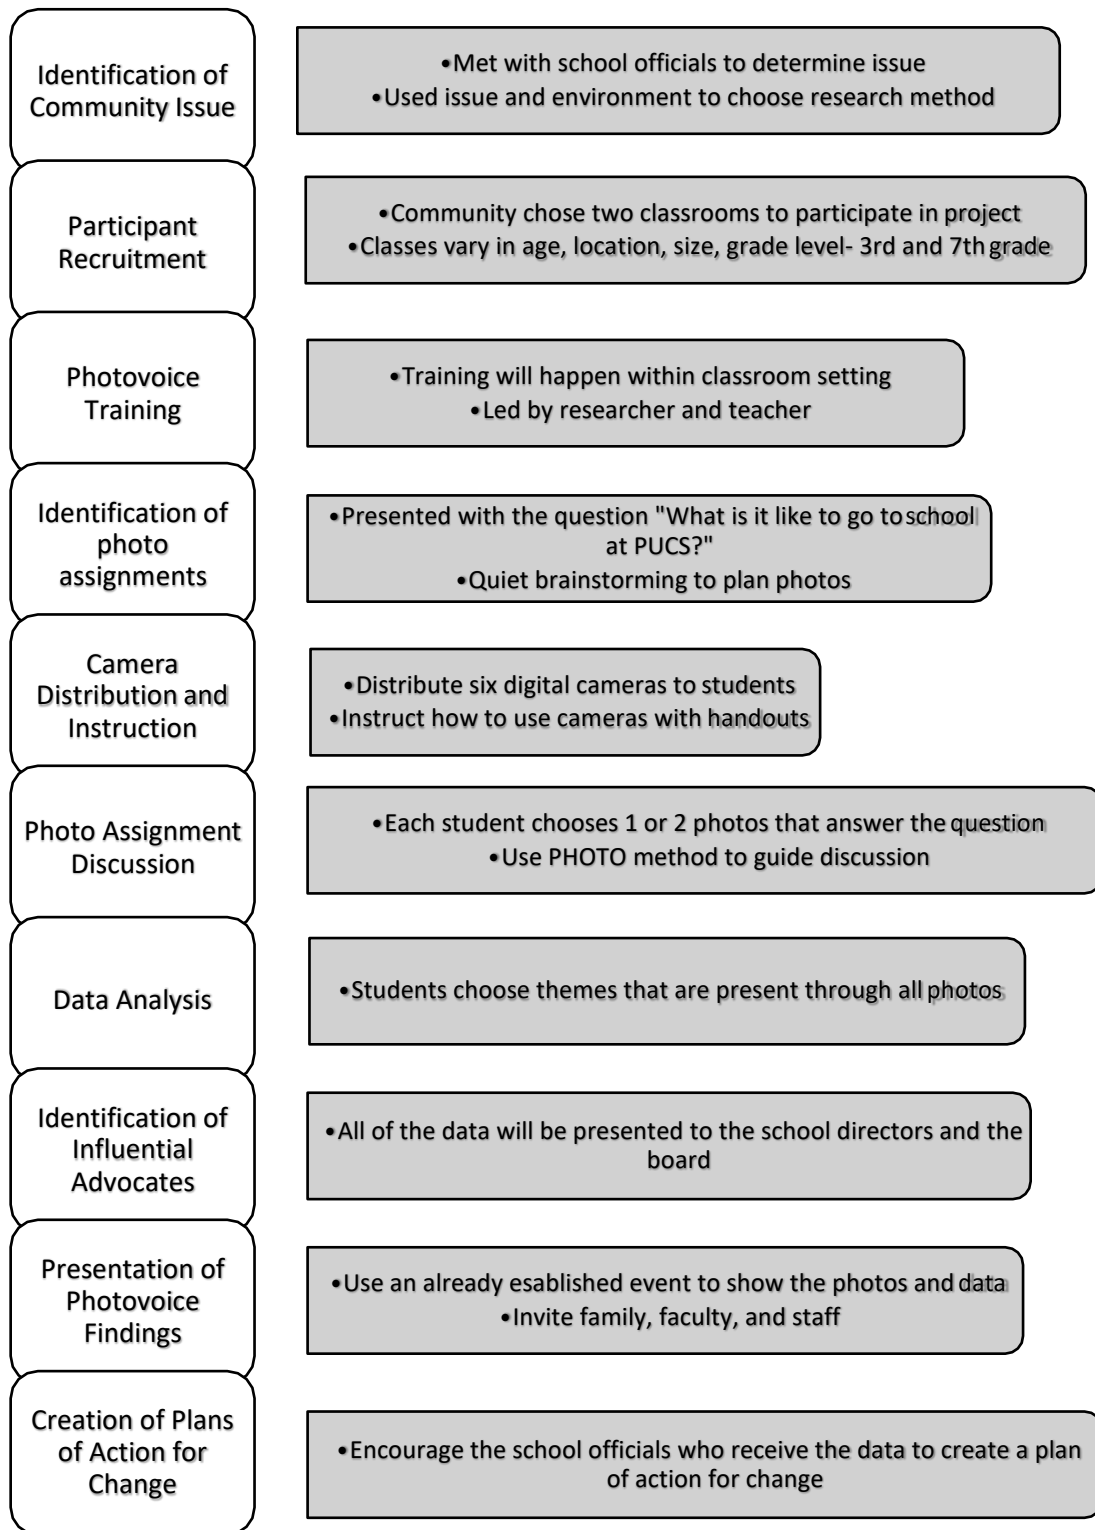 Identification of
Community Issue
•Met with school officials to determine issue
•Used issue and environment to choose research method
Participant
Recruitment
•Community chose two classrooms to participate in project
•Classes vary in age, location, size, grade level- 3rd and 7th grade
Photovoice
Training
•Training will happen within classroom setting
•Led by researcher and teacher
Identification of
photo
assignments
•Presented with the question "What is it like to go to school
at PUCS?"
•Quiet brainstorming to plan photos
Camera
Distribution and
Instruction
•Distribute six digital cameras to students
•Instruct how to use cameras with handouts
Photo Assignment
Discussion
•Each student chooses 1 or 2 photos that answer the question
•Use PHOTO method to guide discussion
Data Analysis
•Students choose themes that are present through all photos
Identification of
Influential
Advocates
•All of the data will be presented to the school directors and the
board
Presentation of
Photovoice
Findings
•Use an already esablished event to show the photos and data
•Invite family, faculty, and staff
Creation of Plans
of Action for
Change
•Encourage the school officials who receive the data to create a plan
of action for change